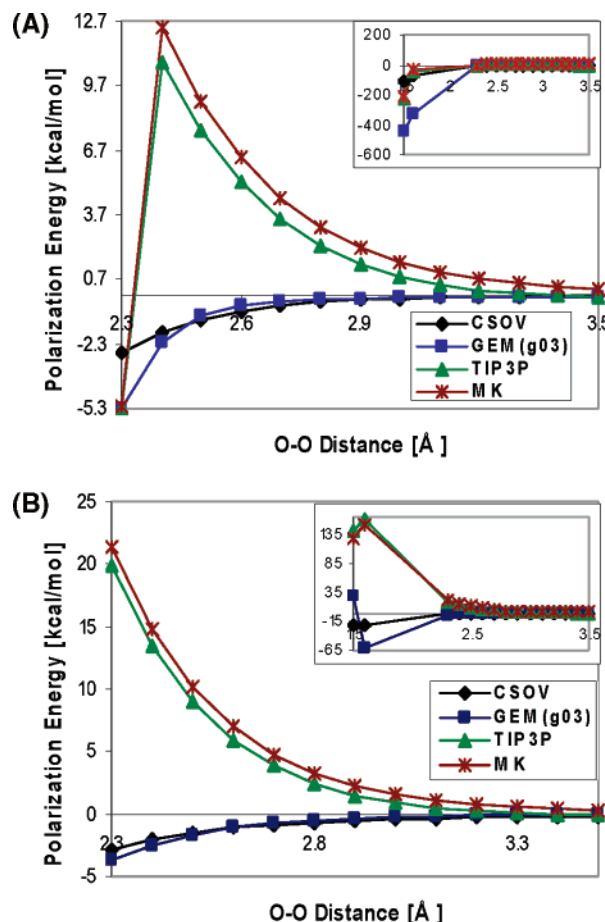 (A)
Polarization Energy [kcal/mol]
12.7
9.7
6.7
3.7
0.7
-2.3
-5.3
2.3
2.6
2.9
3.5
200
0
-200
-400
-600
2
2.5
3
3.5
CSOV
GEM(g03)
TIP3P
MK
O-O Distance [Å ]
(B)
Polarization Energy [kcal/mol]
25
20
15
10
5
0
-5
2.3
2.8
3.3
135
85
35
-15
-65
1.5
2.5
3.5
CSOV
GEM(g03)
TIP3P
MK
O-O Distance [Å ]